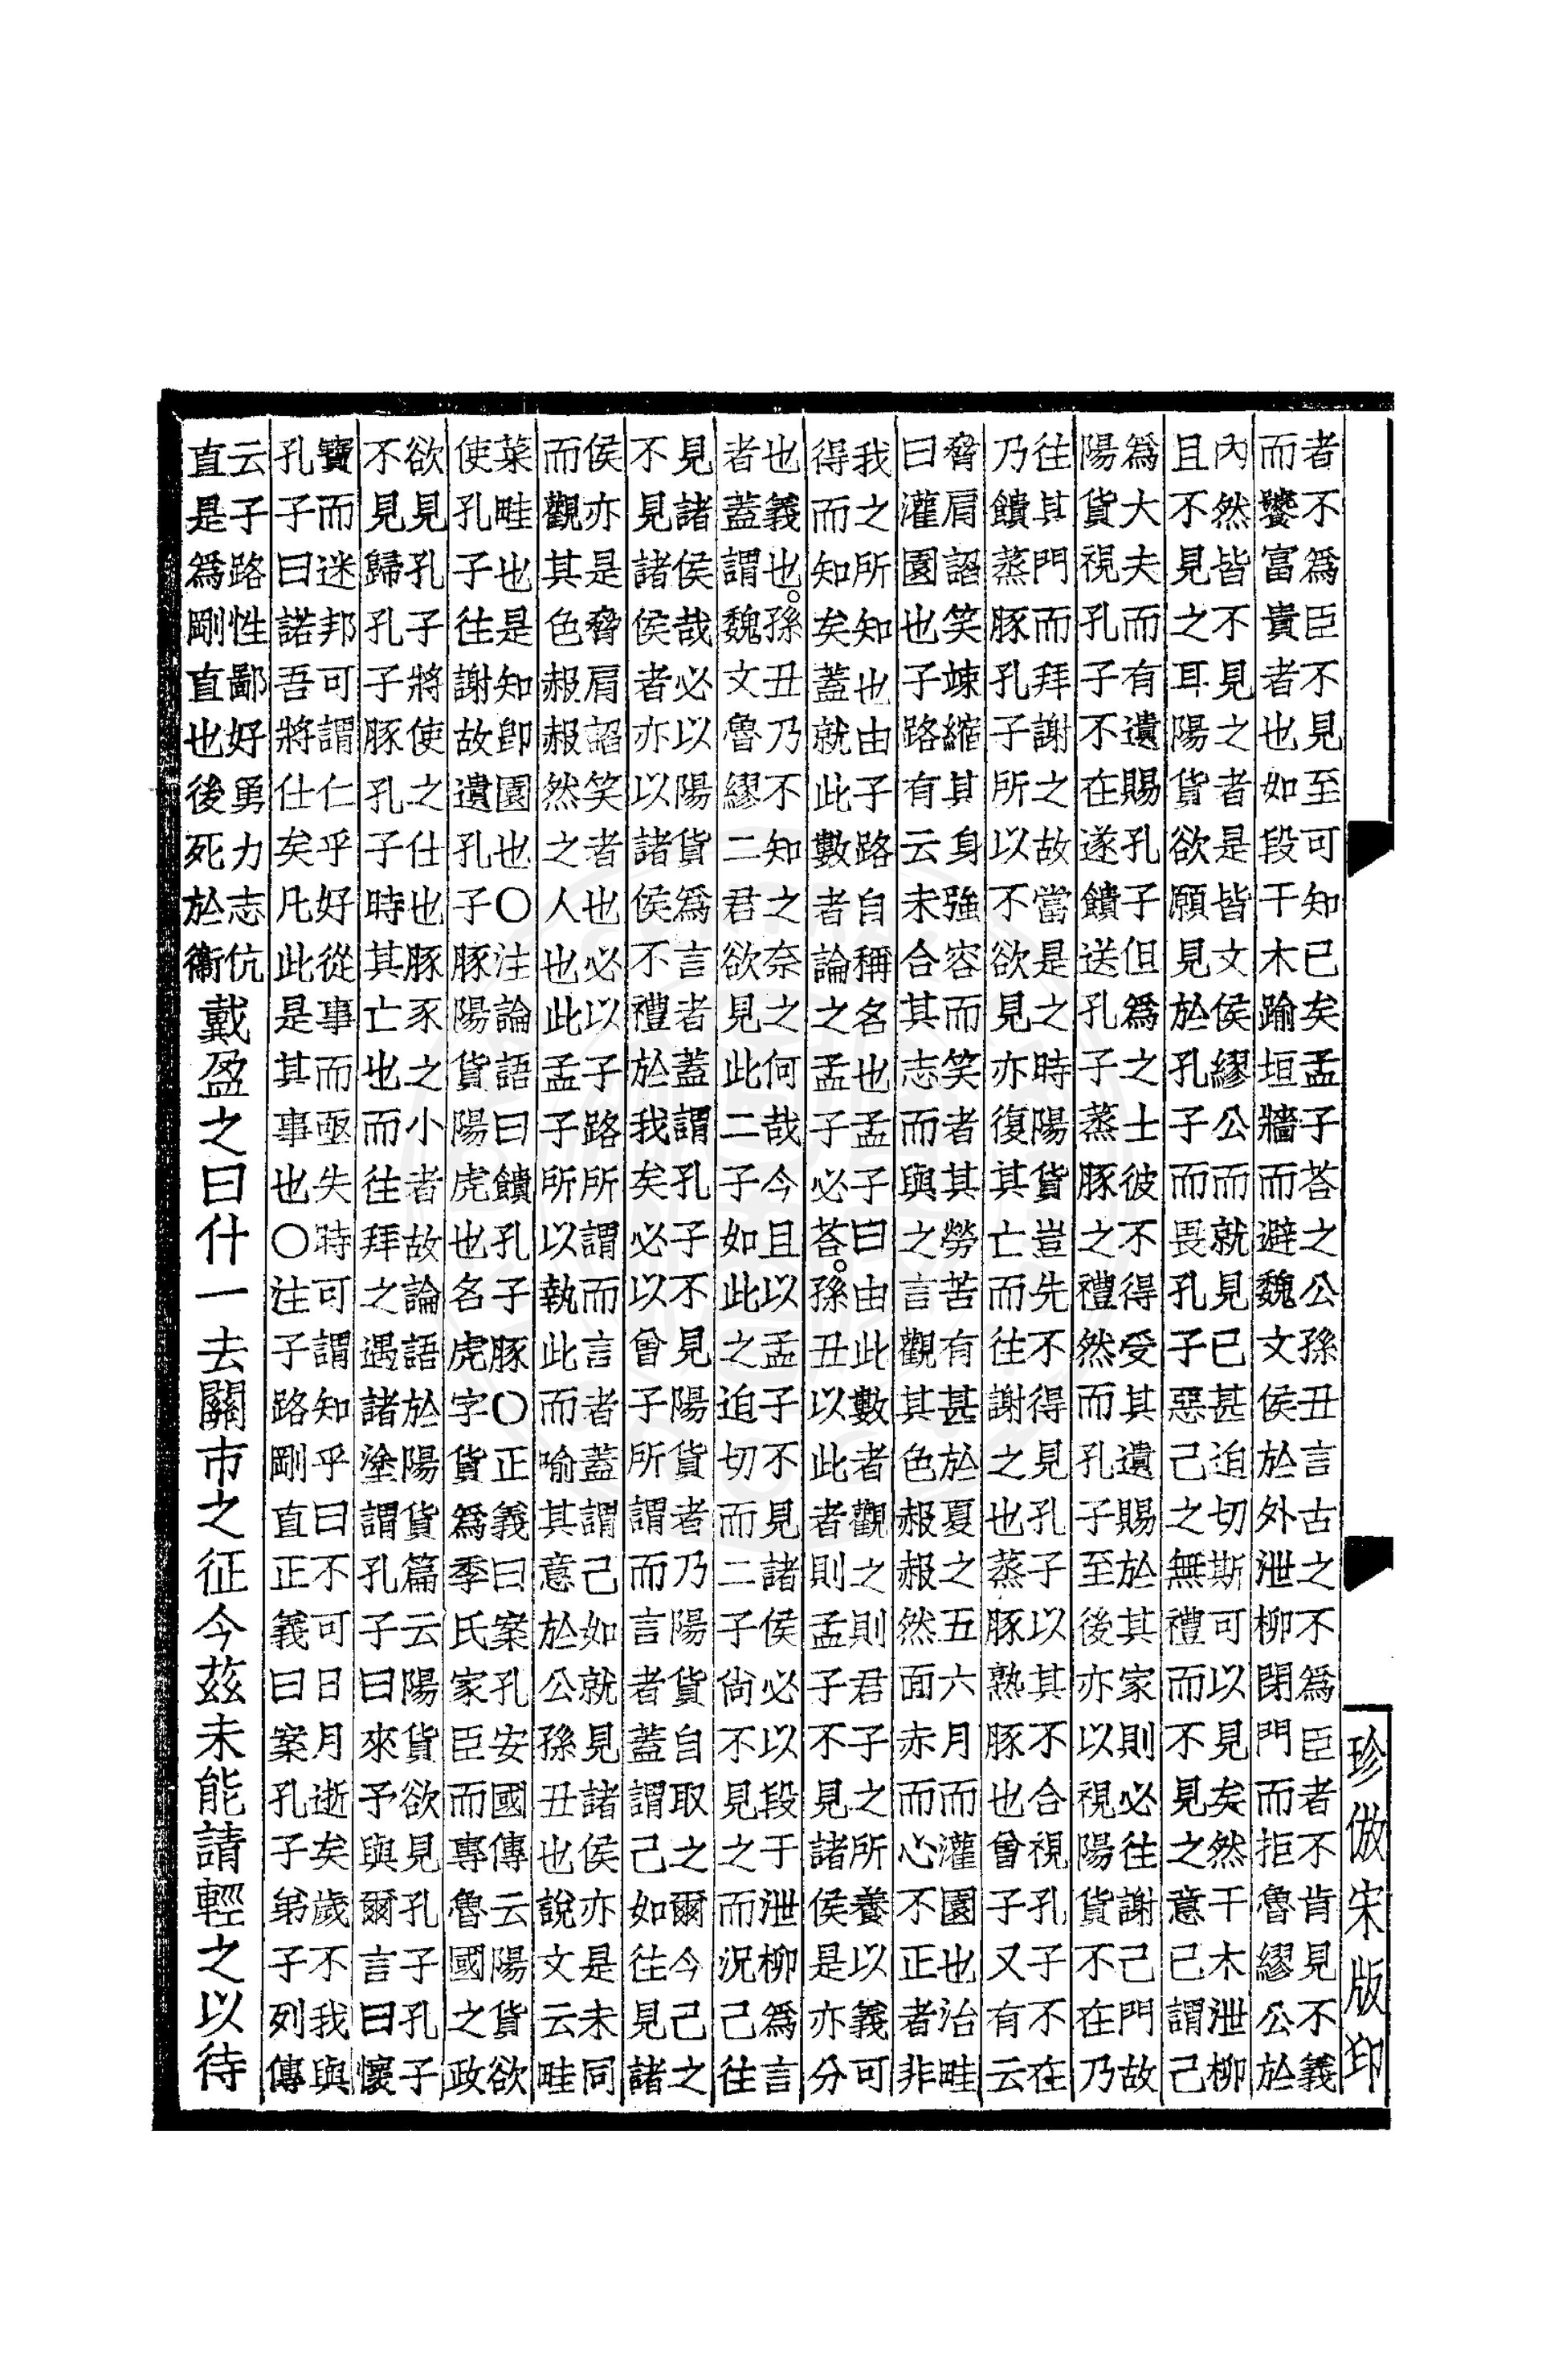 者不爲臣不見至可知已矣孟子荅之公孫丑言古之不爲臣者不肯見不義
而饕富貴者也如段干木踰垣牆而避魏文侯於外泄柳閉門而拒魯繆公於
內然皆不見之者是皆文侯繆公而就見已甚迫切斯可以見矣然干木泄柳
且不見之耳陽貨欲願見於孔子而畏孔子惡己之無禮而不見之意已謂己
爲大夫而有遺賜孔子但爲之士彼不得受其遺賜於其家則必往謝己門故
陽貨視孔子不在遂饋送孔子蒸豚之禮然而孔子至後亦以視陽貨不在乃
往其門而拜謝之故當是之時陽貨豈先不得見孔子以其不合視孔子不在
乃饋蒸豚孔子所以不欲見亦復其亡而往謝之也蒸豚熟豚也曾子又有云
脅肩諂笑竦縮其身強容而笑者其勞苦有甚於夏之五六月而灌園也治畦
曰灌園也子路有云未合其志而與之言觀其色赧赧然面赤而心不正者非
我之所知也由子路自稱名也孟子曰由此數者觀之則君子之所養以義可
得而知矣蓋就此數者論之孟子必荅。孫丑以此者則孟子不見諸侯是亦分
也義也。孫丑乃不知之奈之何哉今且以孟子不見諸侯必以段干泄柳爲言
者蓋謂魏文魯繆二君欲見此二子如此之迫切而二子尚不見之而況己往
見諸侯哉必以陽貨爲言者蓋謂孔子不見陽貨者乃陽貨自取之爾今己之
不見諸侯者亦以諸侯不禮於我矣必以曾子所謂而言者蓋謂己如往見諸
侯亦是脅肩諂笑者也必以子路所謂而言者蓋謂己如就見諸侯亦是未同
而觀其色赧赧然之人也此孟子所以執此而喻其意於公孫丑也說文云畦
菜畦也是知卽園也○注論語曰饋孔子豚○正義曰案孔安國傳云陽貨欲
使孔子往謝故遺孔子豚陽貨陽虎也名虎字貨爲季氏家臣而專魯國之政
欲見孔子將使之仕也豚豕之小者故論語於陽貨篇云陽貨欲見孔子孔子
不見歸孔子豚孔子時其亡也而往拜之遇諸塗謂孔子曰來予與爾言曰懷
寶而迷邦可謂仁乎好從事而亟失時可謂知乎曰不可日月逝矣歲不我與
孔子曰諾吾將仕矣凡此是其事也○注子路剛直正義曰案孔子弟子列傳
云子路性鄙好勇力志伉
直是爲剛直也後死於衞
戴盈之曰什一去關市之征今茲未能請輕之以待
珍倣宋版印